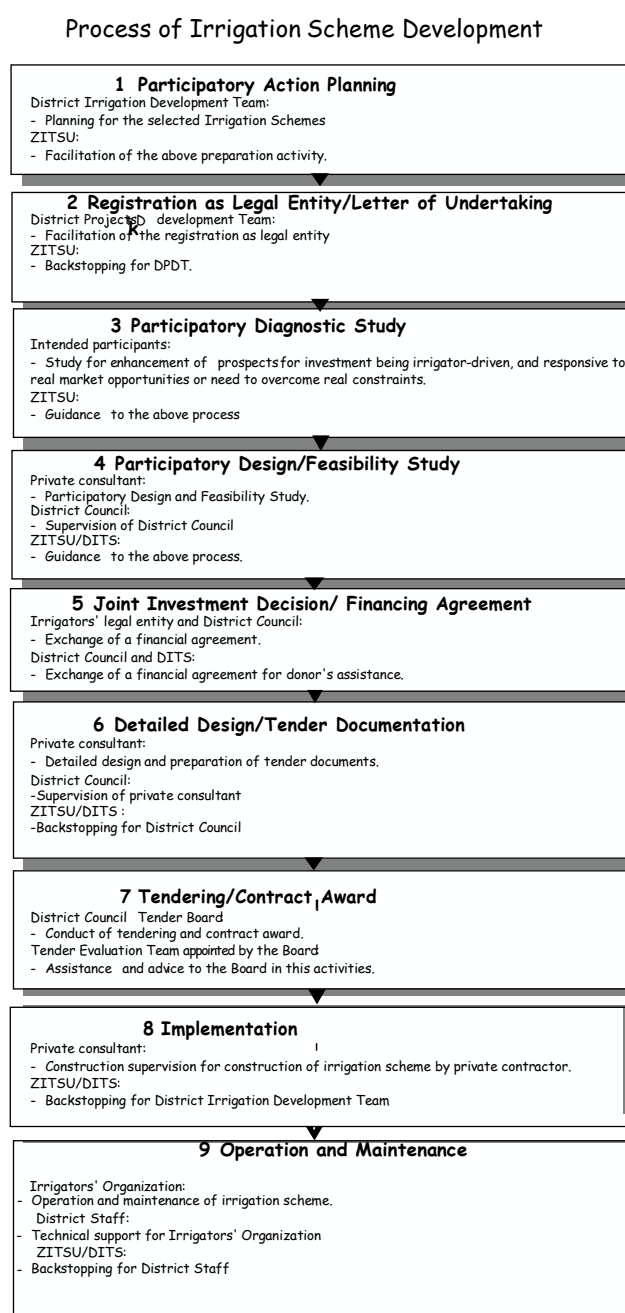 Process of Irrigation Scheme Development
1 Participatory Action Planning
District Irrigation Development Team:
- Planning for the selected Irrigation Schemes
ZITSU:
- Facilitation of the above preparation activity.
2 Registration as Legal Entity/Letter of Undertaking
District Projects development Team:
- Facilitation of the registration as legal entity
ZITSU:
- Backstopping for DPDT.
3 Participatory Diagnostic Study
Intended participants:
- Study for enhancement of prospects for investment being irrigator-driven, and responsive to
real market opportunities or need to overcome real constraints.
ZITSU:
- Guidance to the above process
4 Participatory Design/Feasibility Study
Private consultant:
- Participatory Design and Feasibility Study.
District Council:
- Supervision of District Council
ZITSU/DITS:
- Guidance to the above process.
5 Joint Investment Decision/ Financing Agreement
Irrigators' legal entity and District Council:
- Exchange of a financial agreement.
District Council and DITS:
- Exchange of a financial agreement for donor's assistance.
6 Detailed Design/Tender Documentation
Private consultant:
- Detailed design and preparation of tender documents.
District Council:
-Supervision of private consultant
ZITSU/DITS :
-Backstopping for District Council
7 Tendering/Contract Award
District Council Tender Board:
- Conduct of tendering and contract award.
Tender Evaluation Team appointed by the Board:
- Assistance and advice to the Board in this activities.
8 Implementation
Private consultant:
- Construction supervision for construction of irrigation scheme by private contractor.
ZITSU/DITS:
- Backstopping for District Irrigation Development Team
9 Operation and Maintenance
Irrigators' Organization:
- Operation and maintenance of irrigation scheme.
District Staff:
- Technical support for Irrigators' Organization
ZITSU/DITS:
- Backstopping for District Staff